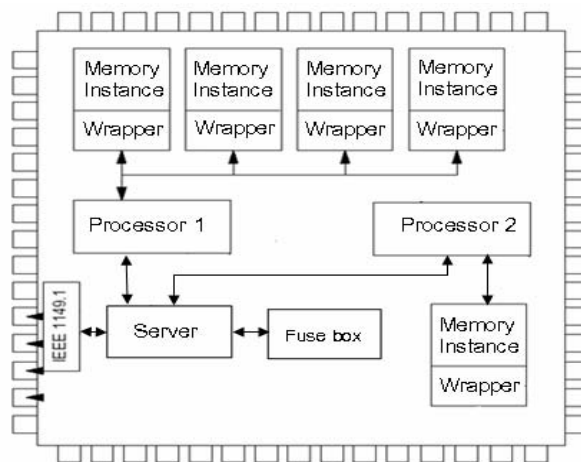 Memory Instance
Wrapper
Memory Instance
Wrapper
Memory Instance
Wrapper
Memory Instance
Wrapper
Processor 1
Processor 2
IEEE 1149.1
Server
Fuse box
Memory Instance
Wrapper